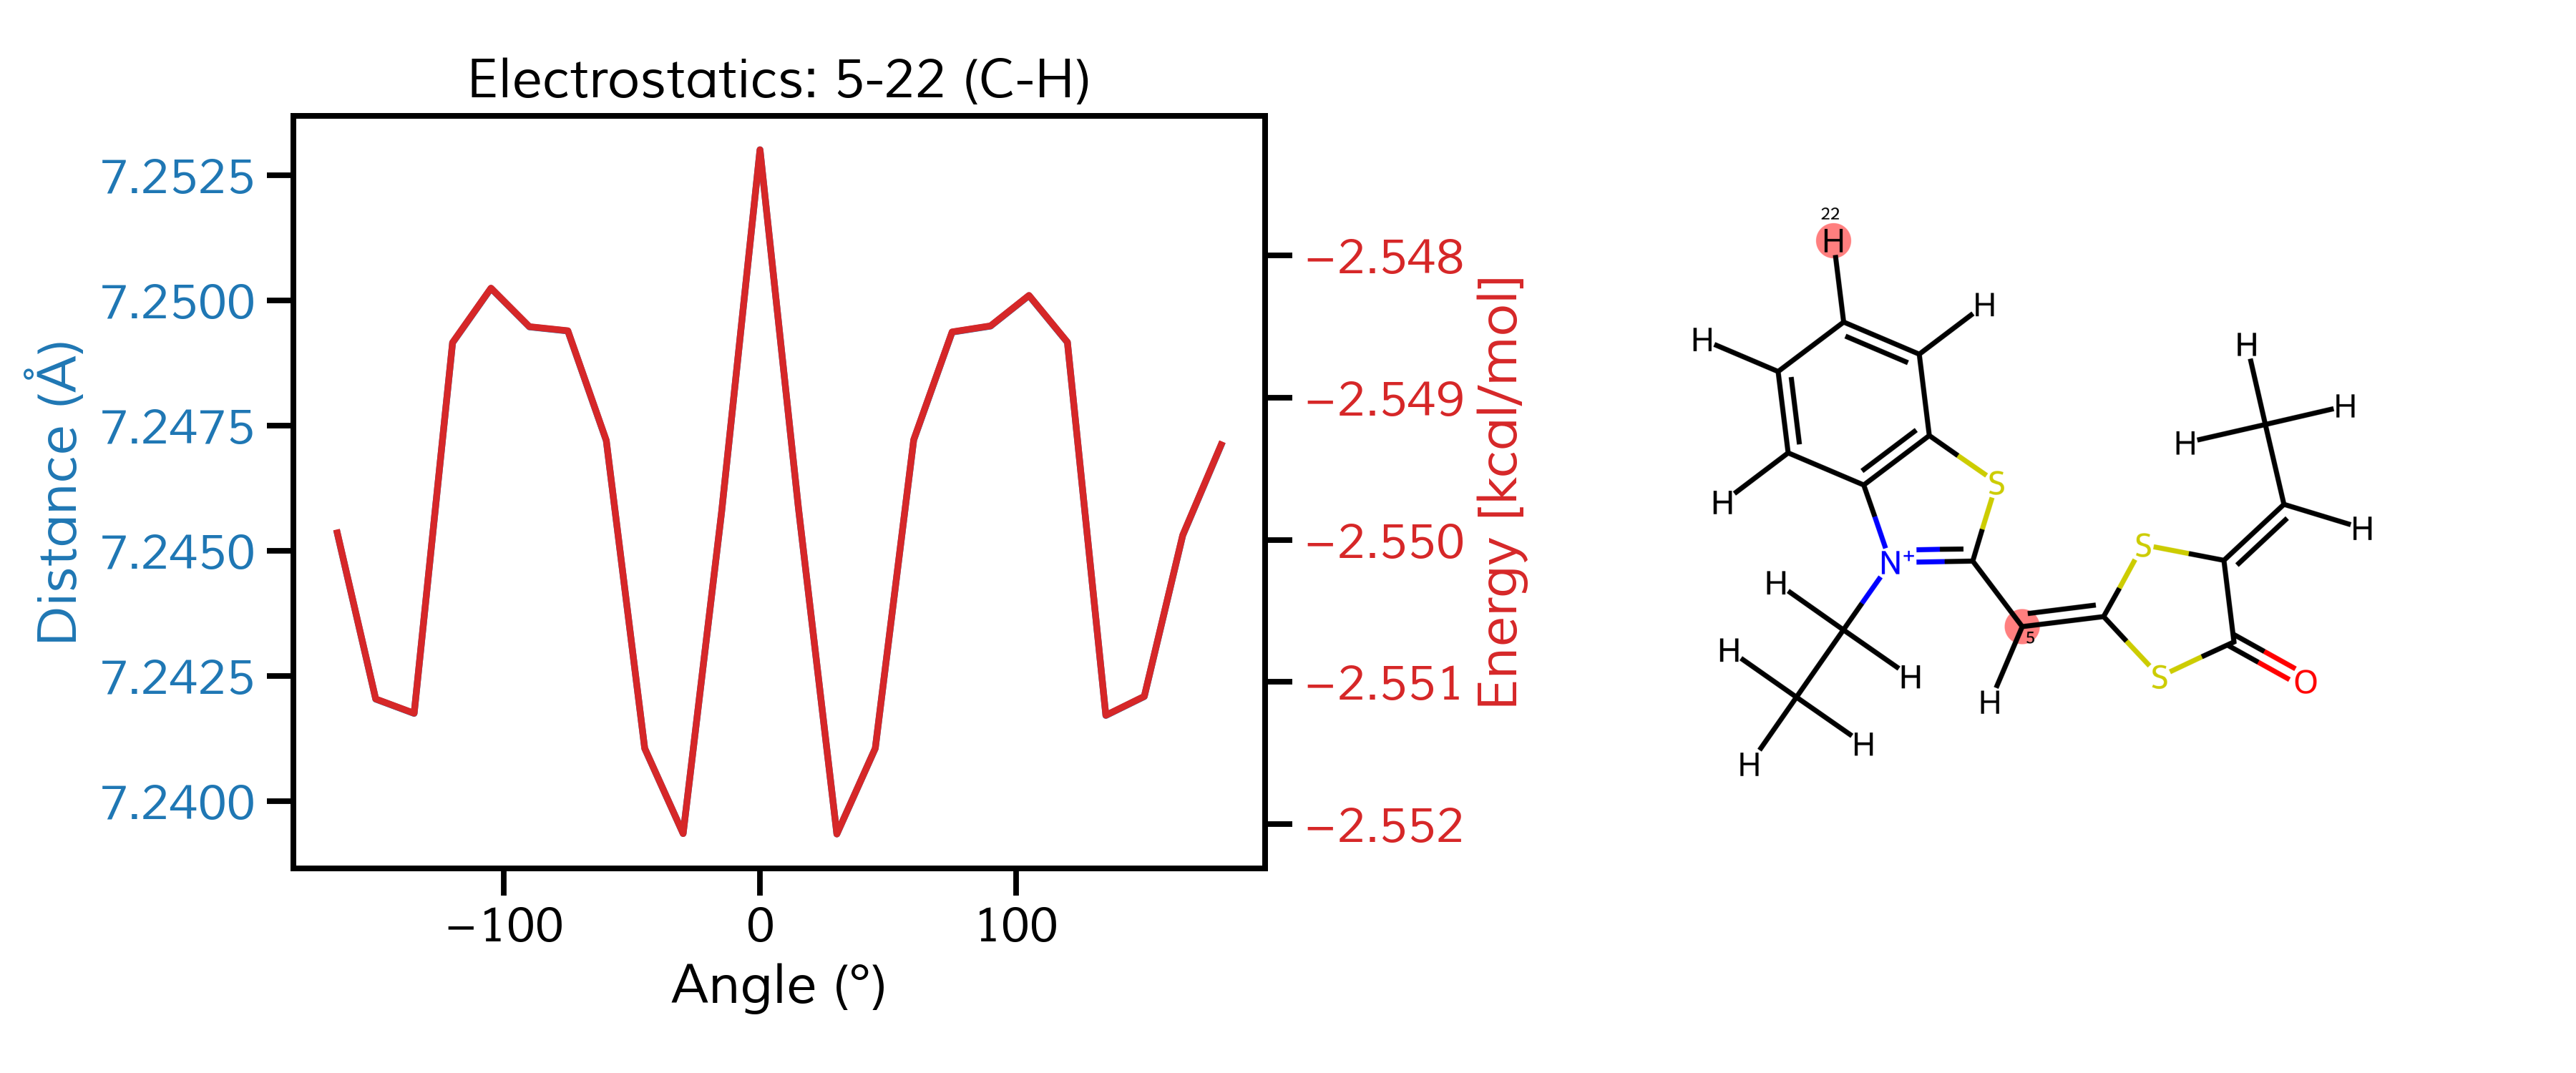 Electrostatics: 5-22 (C-H)
Distance (Å)
7.2525
7.2500
7.2475
7.2450
7.2425
7.2400
−100
0
100
Angle (°)
−2.548
−2.549
−2.550
−2.551
−2.552
Energy [kcal/mol]
22
H
H
H
H
H
H
H
S
H
H
S
N⁺
H
5
H
H
S
O
H
H
H